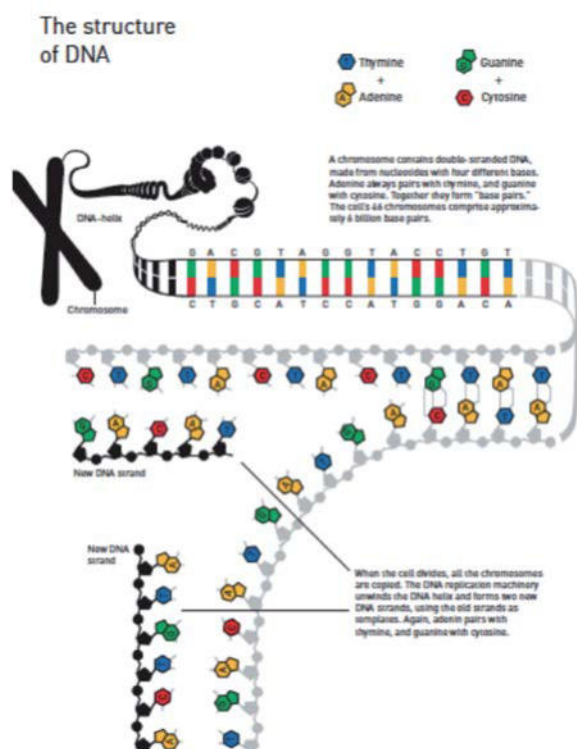 The structure
of DNA
T Thymine
+
A Adenine
G Guanine
+
C Cytosine
A chromosome contains double-stranded DNA,
made from nucleosides with four different bases.
Adenine always pairs with thymine, and guanine
with cytosine. Together they form "base pairs."
The cell's 46 chromosomes comprise approxima-
tely 6 billion base pairs.
DNA-helix
Chromosome
G A C G T A G G T A C C T G T
C T G C A T C C A T G G A C A
C T G T A C T A C T G T A T
A C A A T A
G A C A T
New DNA strand
New DNA
strand
When the cell divides, all the chromosomes
are copied. The DNA replication machinery
unwinds the DNA helix and forms two new
DNA strands, using the old strands as
templates. Again, adenin pairs with
thymine, and guanine with cytosine.